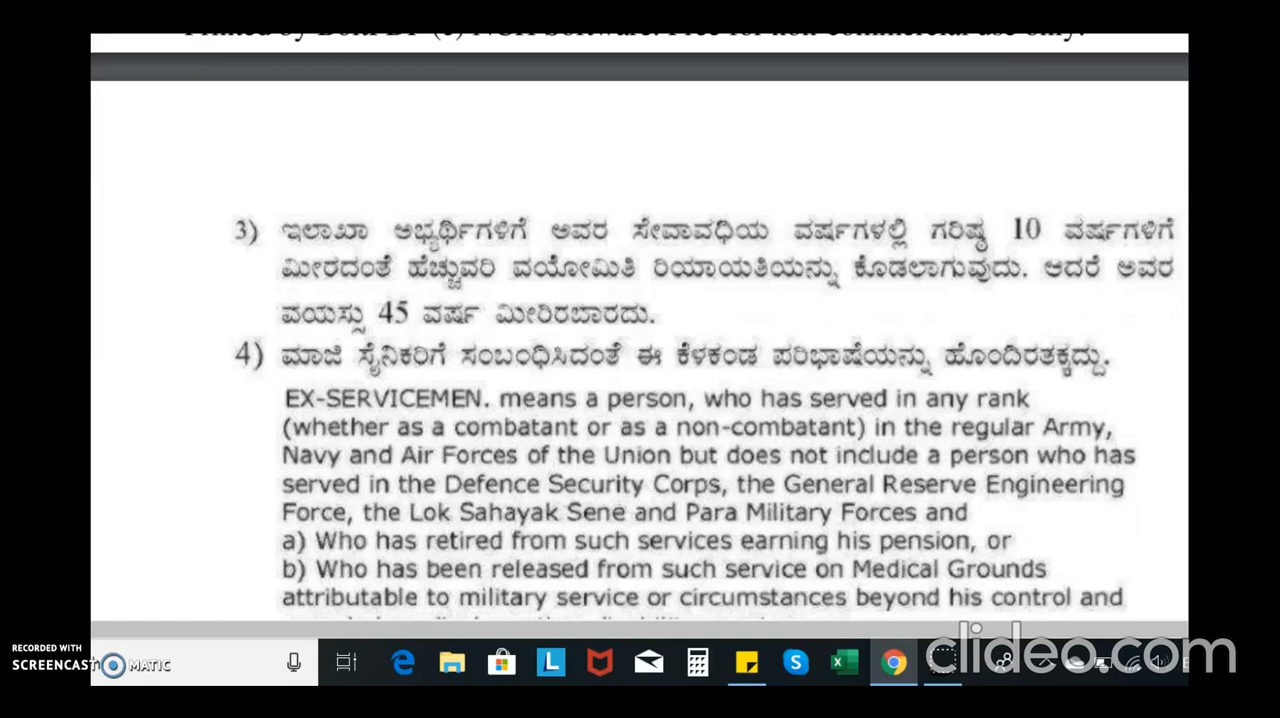 3) ಇಲಾಖಾ ಅಭ್ಯರ್ಥಿಗಳಿಗೆ ಅವರ ಸೇವಾವಧಿಯ ವರ್ಷಗಳಲ್ಲಿ ಗರಿಷ್ಠ 10 ವರ್ಷಗಳಿಗೆ
ಮೀರದಂತೆ ಹೆಚ್ಚುವರಿ ವಯೋಮಿತಿ ರಿಯಾಯತಿಯನ್ನು ಕೊಡಲಾಗುವುದು. ಆದರೆ ಅವರ
ವಯಸ್ಸು 45 ವರ್ಷ ಮೀರಿರಬಾರದು.
4) ಮಾಜಿ ಸೈನಿಕರಿಗೆ ಸಂಬಂಧಿಸಿದಂತೆ ಈ ಕೆಳಕಂಡ ಪರಿಭಾಷೆಯನ್ನು ಹೊಂದಿರತಕ್ಕದ್ದು.
EX-SERVICEMEN. means a person, who has served in any rank
(whether as a combatant or as a non-combatant) in the regular Army,
Navy and Air Forces of the Union but does not include a person who has
served in the Defence Security Corps, the General Reserve Engineering
Force, the Lok Sahayak Sene and Para Military Forces and
a) Who has retired from such services earning his pension, or
b) Who has been released from such service on Medical Grounds
attributable to military service or circumstances beyond his control and
RECORDED WITH
SCREENCAST MATIC
clideo.com